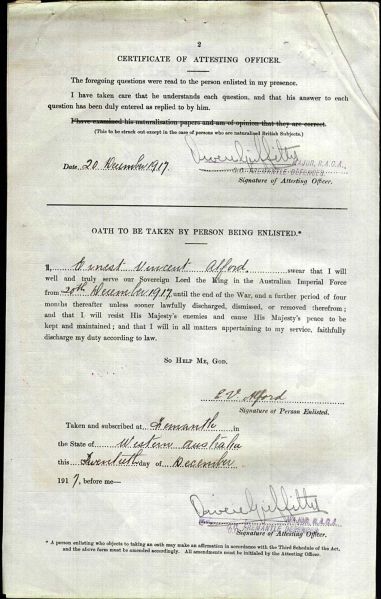 2
CERTIFICATE OF ATTESTING OFFICER.
The foregoing questions were read to the person enlisted in my presence.
I have taken care that he understands each question, and that his answer to each
question has been duly entered as replied to by him.
I have examined his naturalisation papers and am of opinion that they are correct.
(This to be struck out except in the case of persons who are naturalised British Subjects.)
Date 20 December 1917
MAJOR, R.A.G.A.
FREMANTLE DEFENCES
Signature of Attesting Officer.
OATH TO BE TAKEN BY PERSON BEING ENLISTED.*
I, Ernest Vincent Alford swear that I will
well and truly serve our Sovereign Lord the King in the Australian Imperial Force
from 20th December 1917 until the end of the War, and a further period of four
months thereafter unless sooner lawfully discharged, dismissed, or removed therefrom;
and that I will resist His Majesty's enemies and cause His Majesty's peace to be
kept and maintained; and that I will in all matters appertaining to my service, faithfully
discharge my duty according to law.
SO HELP ME, GOD.
E V Alford
Signature of Person Enlisted.
Taken and subscribed at Fremantle in
the State of Western Australia
this Twentieth day of December
1917, before me—
MAJOR, R.A.G.A.
FREMANTLE DEFENCES
Signature of Attesting Officer.
* A person enlisting who objects to taking an oath may make an affirmation in accordance with the Third Schedule of the Act,
and the above form must be amended accordingly. All amendments must be initialed by the Attesting Officer.